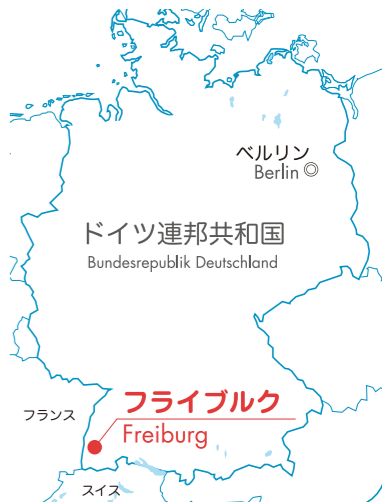 ベルリン
Berlin
ドイツ連邦共和国
Bundesrepublik Deutschland
フライブルク
Freiburg
フランス
スイス